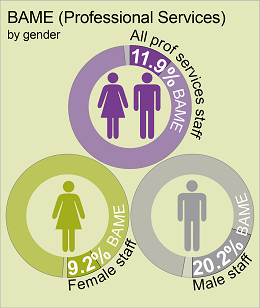 BAME (Professional Services)
by gender
All prof services staff
11.9% BAME
9.2% BAME
Female staff
20.2% BAME
Male staff